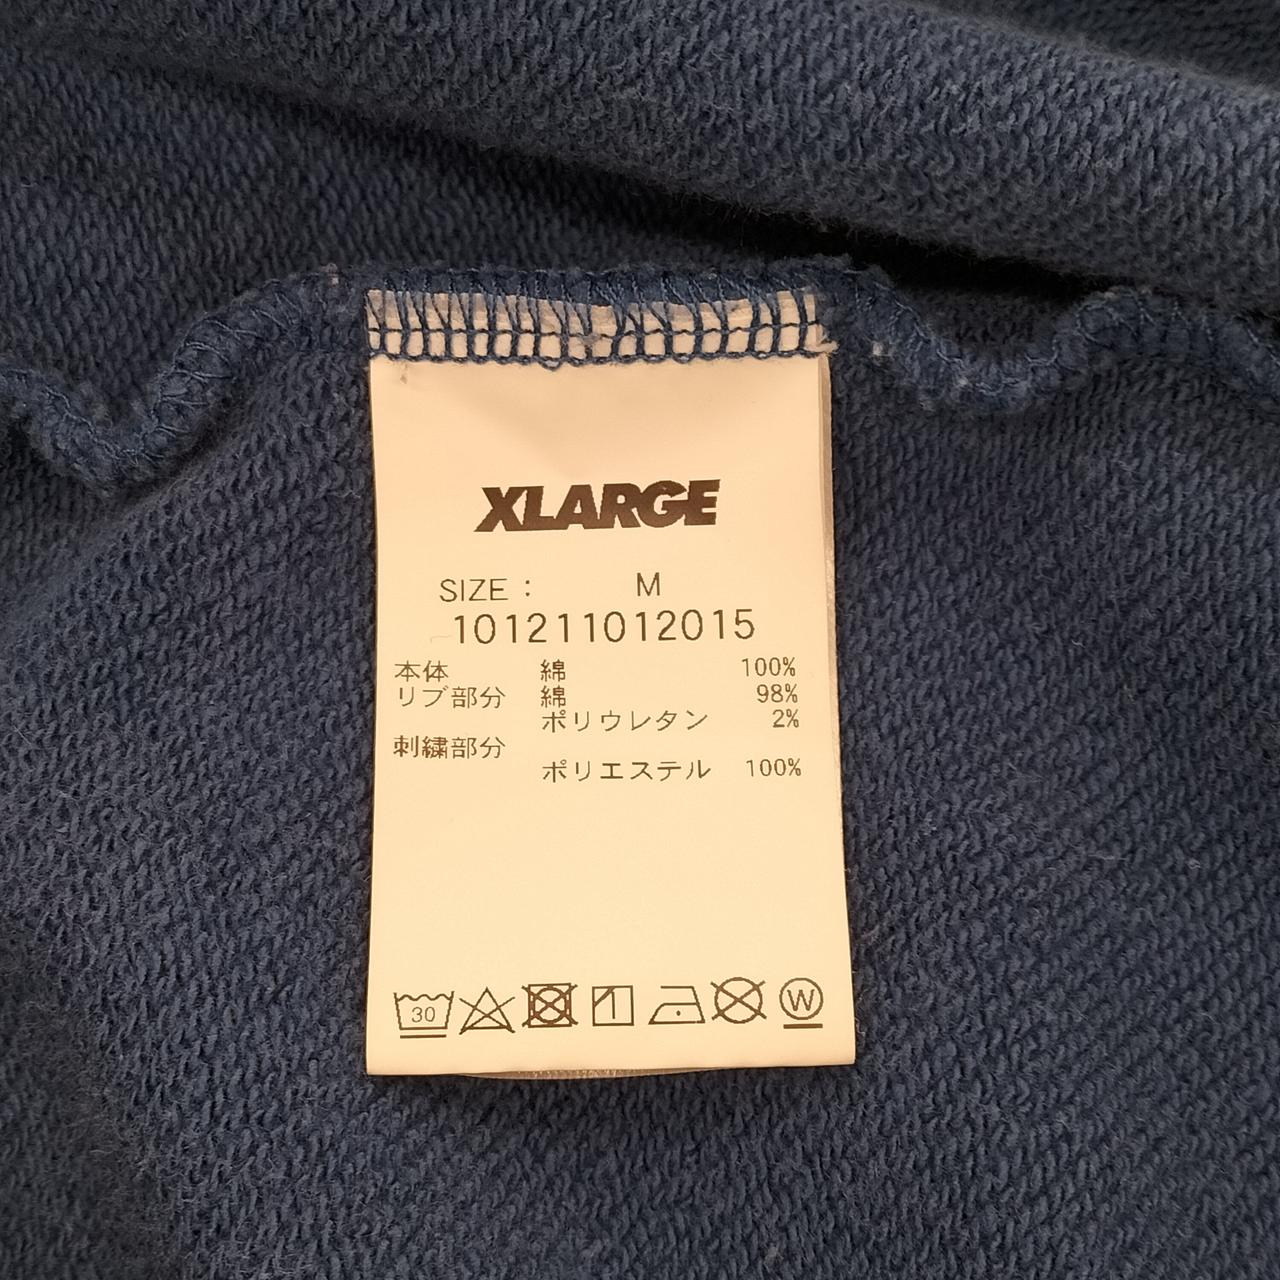 XLARGE
SIZE : M
101211012015
本体 綿 100%
リブ部分 綿 98%
ポリウレタン 2%
刺繍部分
ポリエステル 100%
30 W